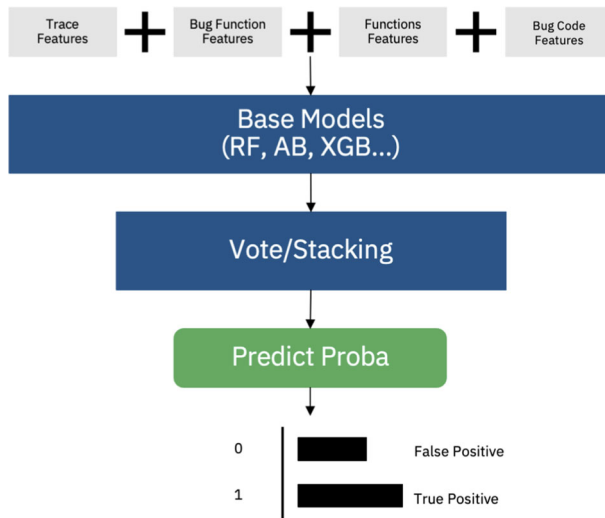 Trace
Features
Bug Function
Features
Functions
Features
Bug Code
Features
Base Models
(RF, AB, XGB...)
Vote/Stacking
Predict Proba
0
False Positive
1
True Positive